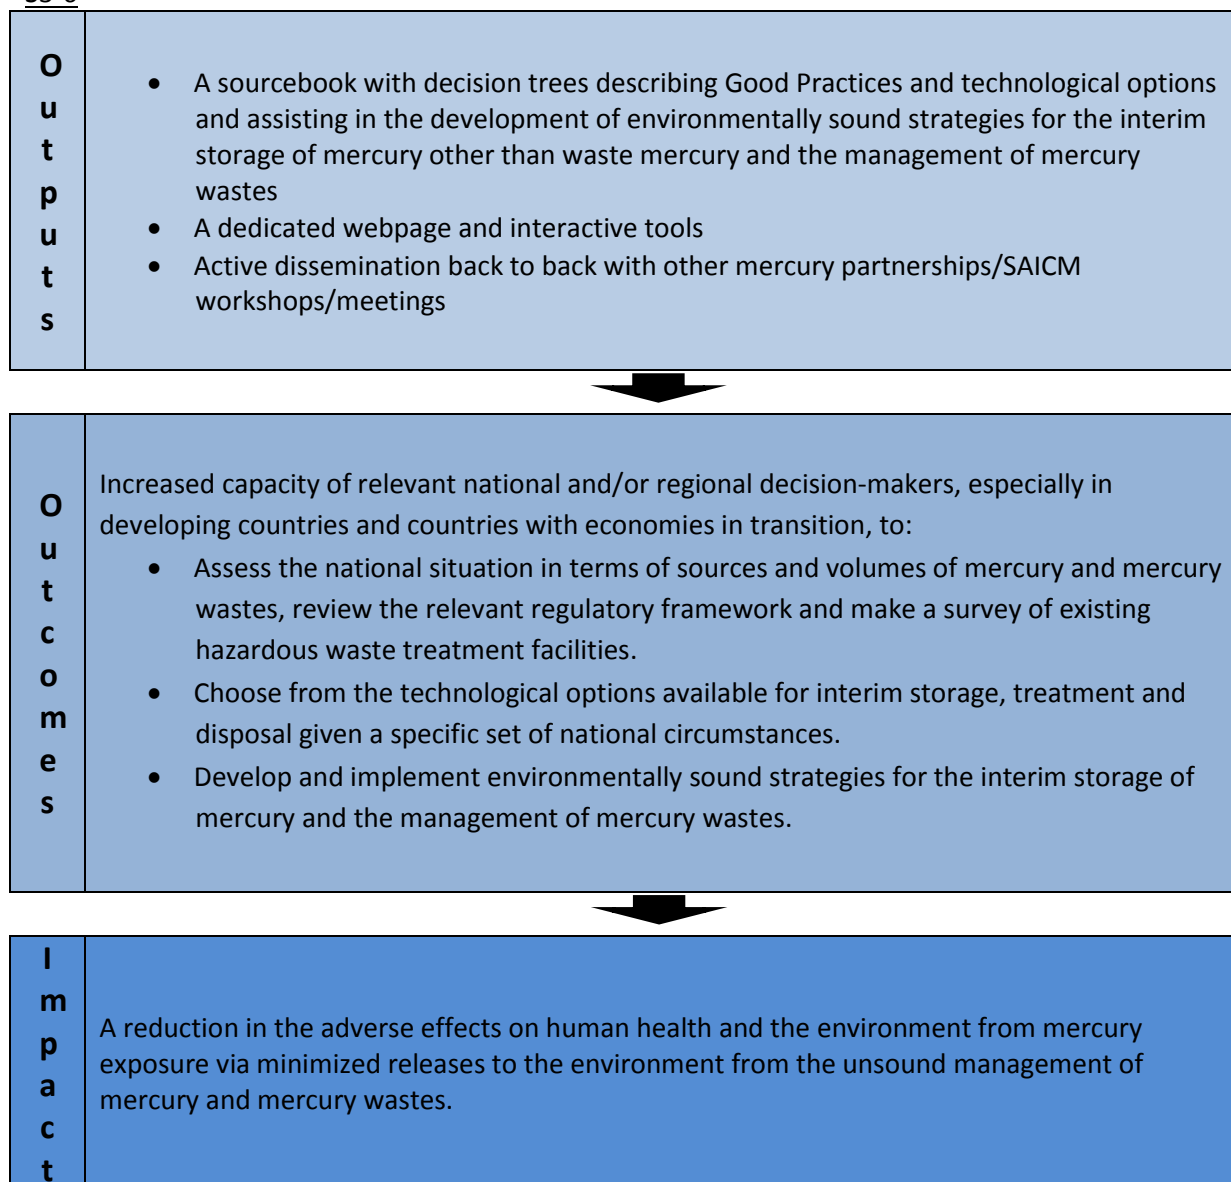 Outputs
• A sourcebook with decision trees describing Good Practices and technological options
and assisting in the development of environmentally sound strategies for the interim
storage of mercury other than waste mercury and the management of mercury
wastes
• A dedicated webpage and interactive tools
• Active dissemination back to back with other mercury partnerships/SAICM
workshops/meetings
Outcomes
Increased capacity of relevant national and/or regional decision-makers, especially in
developing countries and countries with economies in transition, to:
• Assess the national situation in terms of sources and volumes of mercury and mercury
wastes, review the relevant regulatory framework and make a survey of existing
hazardous waste treatment facilities.
• Choose from the technological options available for interim storage, treatment and
disposal given a specific set of national circumstances.
• Develop and implement environmentally sound strategies for the interim storage of
mercury and the management of mercury wastes.
Impact
A reduction in the adverse effects on human health and the environment from mercury
exposure via minimized releases to the environment from the unsound management of
mercury and mercury wastes.